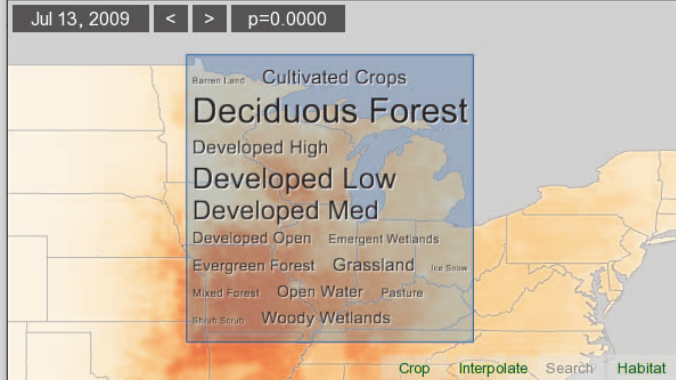 Jul 13, 2009 < > p=0.0000
Barren Land Cultivated Crops
Deciduous Forest
Developed High
Developed Low
Developed Med
Developed Open Emergent Wetlands
Evergreen Forest Grassland Ice Snow
Mixed Forest Open Water Pasture
Shrub Scrub Woody Wetlands
Crop Interpolate Search Habitat